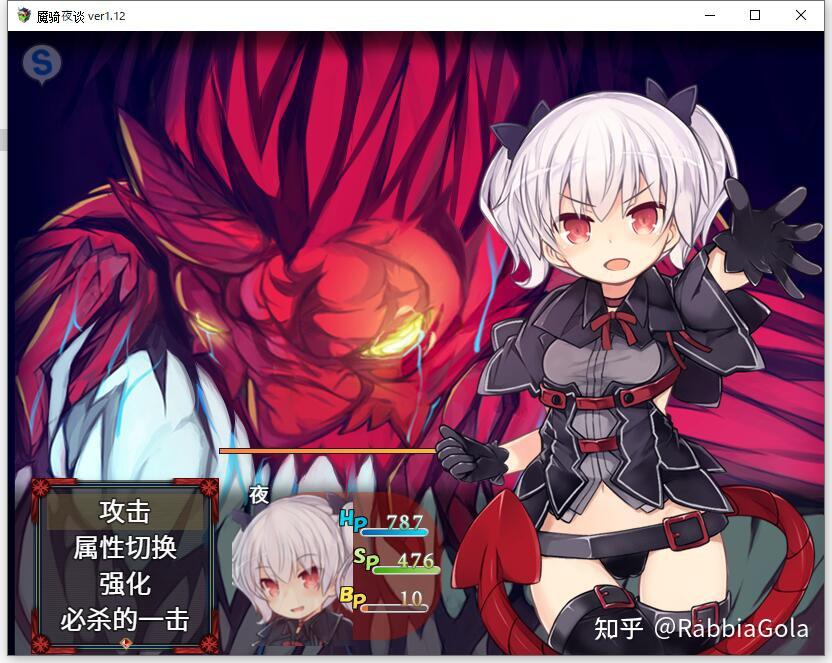 魔骑夜谈 ver1.12
S
攻击
属性切换
强化
必杀的一击
夜
HP 787
SP 476
BP 10
知乎 @RabbiaGola